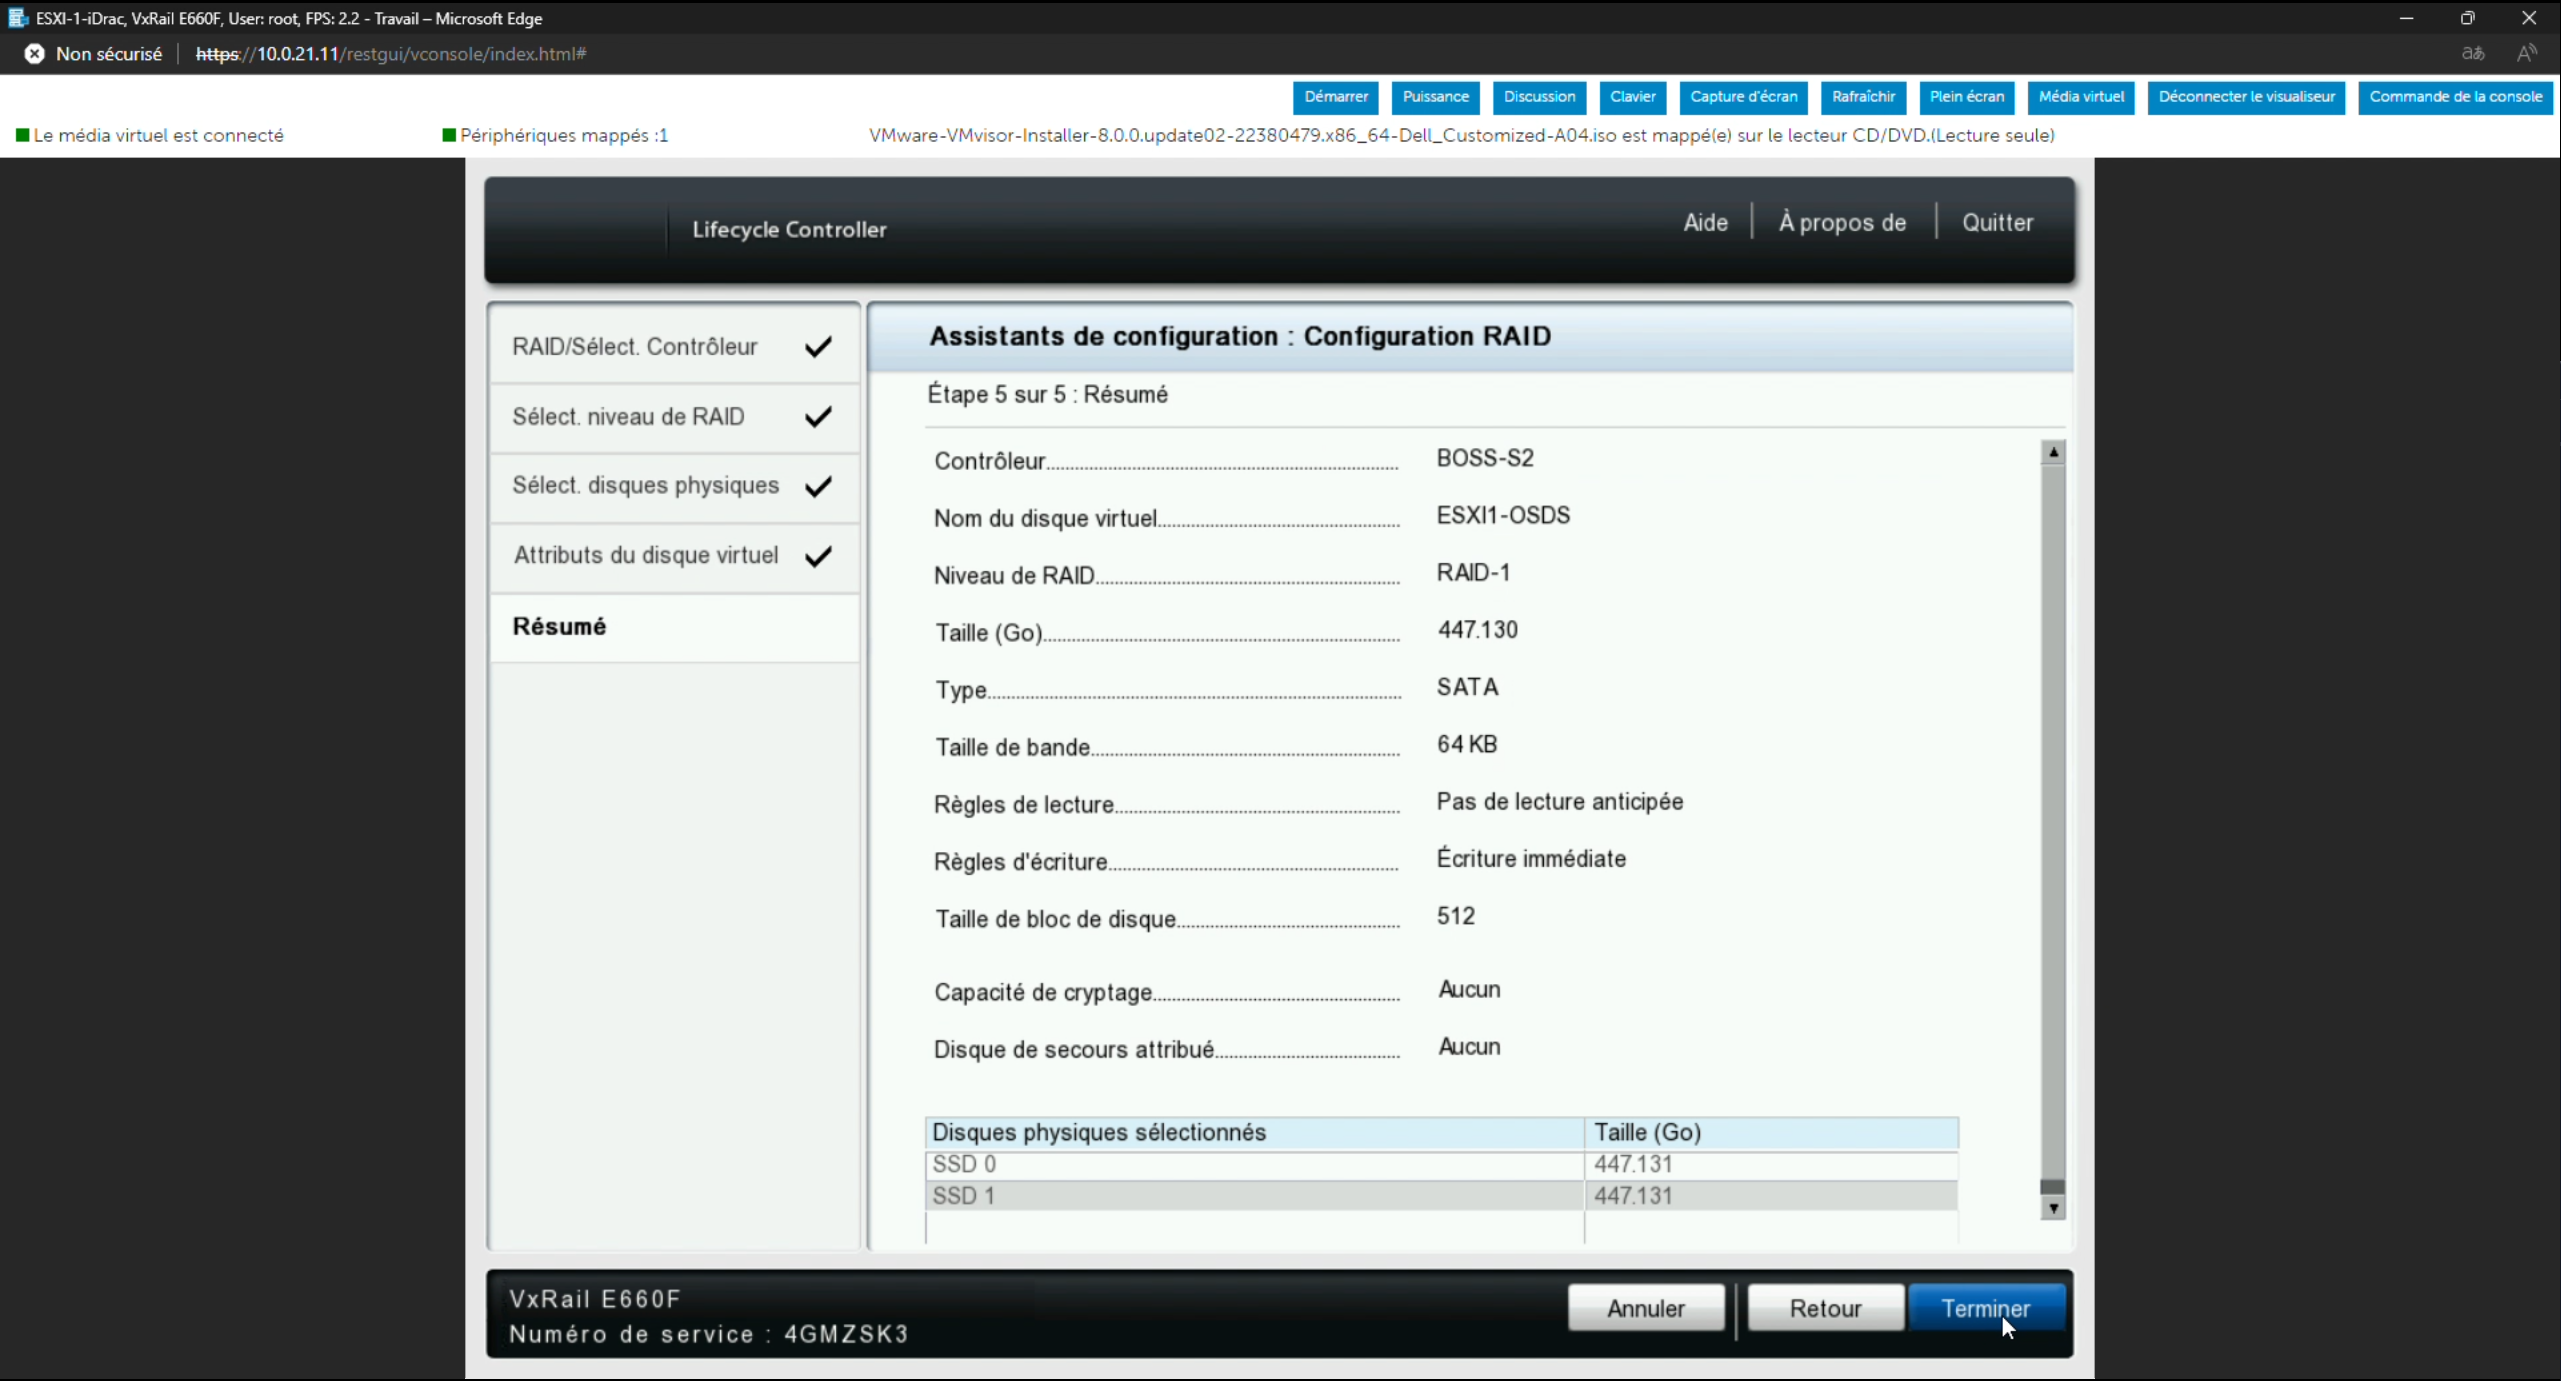 ESXI-1-iDrac, VxRail E660F, User: root, FPS: 2.2 - Travail – Microsoft Edge
Non sécurisé https://10.0.21.11/restgui/vconsole/index.html#
Démarrer Puissance Discussion Clavier Capture d'écran Rafraîchir Plein écran Média virtuel Déconnecter le visualiseur Commande de la console
Le média virtuel est connecté Périphériques mappés :1 VMware-VMvisor-Installer-8.0.0.update02-22380479.x86_64-Dell_Customized-A04.iso est mappé(e) sur le lecteur CD/DVD.(Lecture seule)
Lifecycle Controller Aide À propos de Quitter
RAID/Sélect. Contrôleur
Sélect. niveau de RAID
Sélect. disques physiques
Attributs du disque virtuel
Résumé
Assistants de configuration : Configuration RAID
Étape 5 sur 5 : Résumé
Contrôleur BOSS-S2
Nom du disque virtuel ESXI1-OSDS
Niveau de RAID RAID-1
Taille (Go) 447.130
Type SATA
Taille de bande 64 KB
Règles de lecture Pas de lecture anticipée
Règles d'écriture Écriture immédiate
Taille de bloc de disque 512
Capacité de cryptage Aucun
Disque de secours attribué Aucun
Disques physiques sélectionnés Taille (Go)
SSD 0 447.131
SSD 1 447.131
VxRail E660F
Numéro de service : 4GMZSK3
Annuler Retour Terminer